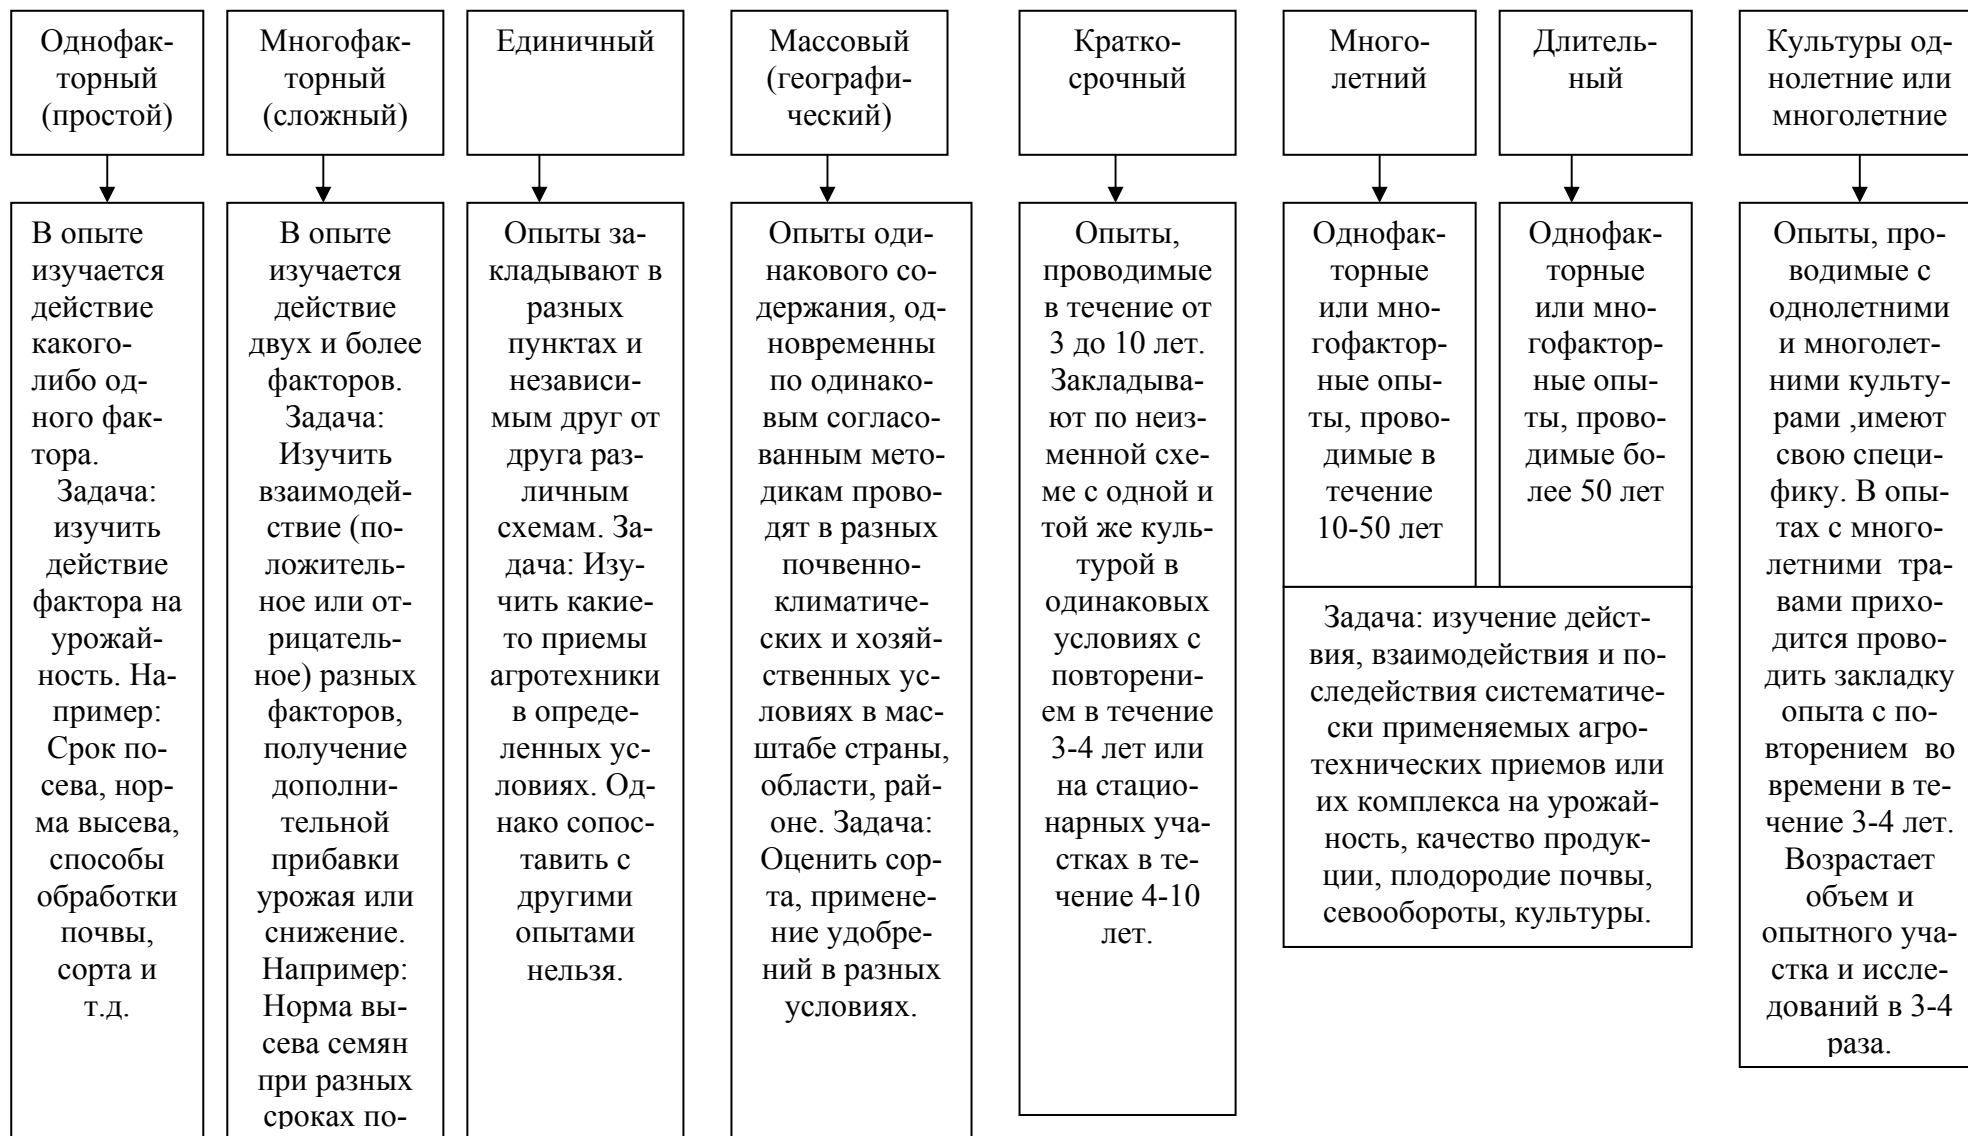 Однофак-
торный
(простой)
Многофак-
торный
(сложный)
Единичный
Массовый
(географи-
ческий)
Кратко-
срочный
Много-
летний
Длитель-
ный
Культуры од-
нолетние или
многолетние
В опыте
изучается
действие
какого-
либо од-
ного фак-
тора.
Задача:
изучить
действие
фактора на
урожай-
ность. На-
пример:
Срок по-
сева, нор-
ма высева,
способы
обработки
почвы,
сорта и
т.д.
В опыте
изучается
действие
двух и более
факторов.
Задача:
Изучить
взаимодей-
ствие (по-
ложитель-
ное или от-
рицатель-
ное) разных
факторов,
получение
дополни-
тельной
прибавки
урожая или
снижение.
Например:
Норма вы-
сева семян
при разных
сроках по-
Опыты за-
кладывают в
разных
пунктах и
независи-
мым друг от
друга раз-
личным
схемам. За-
дача: Изу-
чить какие-
то приемы
агротехники
в опреде-
ленных ус-
ловиях. Од-
нако сопос-
тавить с
другими
опытами
нельзя.
Опыты оди-
накового со-
держания, од-
новременны
по одинако-
вым согласо-
ванным мето-
дикам прово-
дят в разных
почвенно-
климатиче-
ских и хозяй-
ственных ус-
ловиях в мас-
штабе страны,
области, рай-
оне. Задача:
Оценить сор-
та, примене-
ние удобре-
ний в разных
условиях.
Опыты,
проводимые
в течение от
3 до 10 лет.
Закладыва-
ют по неиз-
менной схе-
ме с одной и
той же куль-
турой в
одинаковых
условиях с
повторени-
ем в течение
3-4 лет или
на стацио-
нарных уча-
стках в те-
чение 4-10
лет.
Однофак-
торные
или мно-
гофактор-
ные опы-
ты, прово-
димые в
течение
10-50 лет
Однофак-
торные
или мно-
гофактор-
ные опы-
ты, прово-
димые бо-
лее 50 лет
Задача: изучение дейст-
вия, взаимодействия и по-
следействия систематиче-
ски применяемых агро-
технических приемов или
их комплекса на урожай-
ность, качество продук-
ции, плодородие почвы,
севообороты, культуры.
Опыты, про-
водимые с
однолетними
и многолет-
ними культу-
рами ,имеют
свою специ-
фику. В опы-
тах с много-
летними  тра-
вами прихо-
дится прово-
дить закладку
опыта с по-
вторением  во
времени в те-
чение 3-4 лет.
Возрастает
объем и
опытного уча-
стка и иссле-
дований в 3-4
раза.